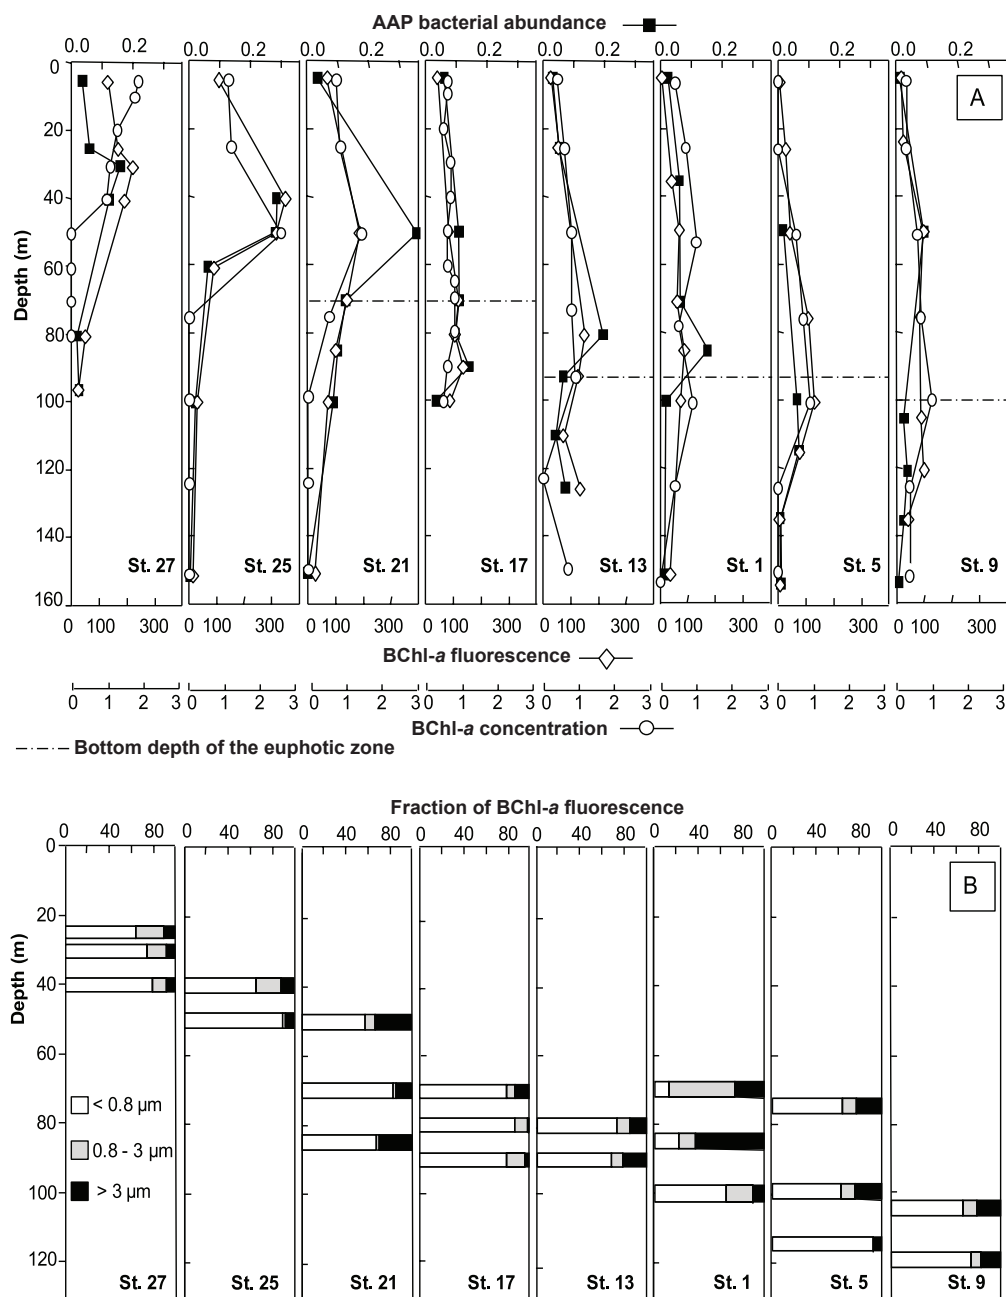 AAP bacterial abundance
0.0 0.2 0.0 0.2 0.0 0.2 0.0 0.2 0.0 0.2 0.0 0.2 0.0 0.2 0.0 0.2
A
Depth (m)
0
20
40
60
80
100
120
140
160
St. 27 St. 25 St. 21 St. 17 St. 13 St. 1 St. 5 St. 9
0 100 300 0 100 300 0 100 300 0 100 300 0 100 300 0 100 300 0 100 300 0 100 300
BChl-a fluorescence
0 1 2 3 0 1 2 3 0 1 2 3 0 1 2 3 0 1 2 3 0 1 2 3 0 1 2 3 0 1 2 3
BChl-a concentration
Bottom depth of the euphotic zone
Fraction of BChl-a fluorescence
0 40 80 0 40 80 0 40 80 0 40 80 0 40 80 0 40 80 0 40 80 0 40 80
B
Depth (m)
0
20
40
60
80
100
120
< 0.8 µm
0.8 - 3 µm
> 3 µm
St. 27 St. 25 St. 21 St. 17 St. 13 St. 1 St. 5 St. 9